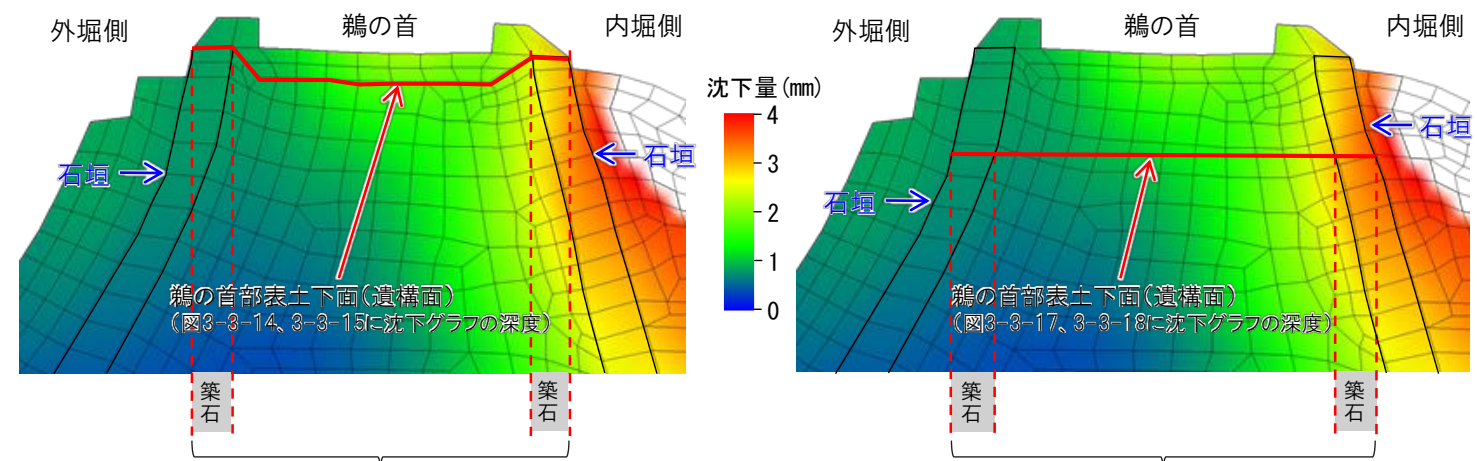 外堀側
鵜の首
内堀側
石垣
石垣
鵜の首部表土下面(遺構面)
(図3-3-14、3-3-15に沈下グラフの深度)
築石
築石
沈下量(mm)
4
3
2
1
0
外堀側
鵜の首
内堀側
石垣
石垣
鵜の首部表土下面(遺構面)
(図3-3-17、3-3-18に沈下グラフの深度)
築石
築石